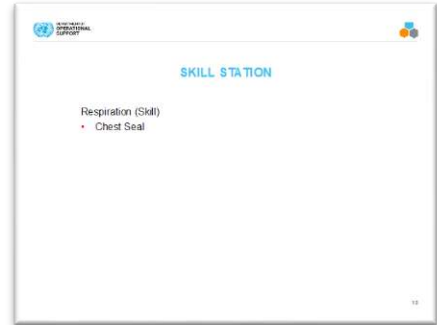 DEPARTMENT OF
OPERATIONAL
SUPPORT
SKILL STATION
Respiration (Skill)
• Chest Seal